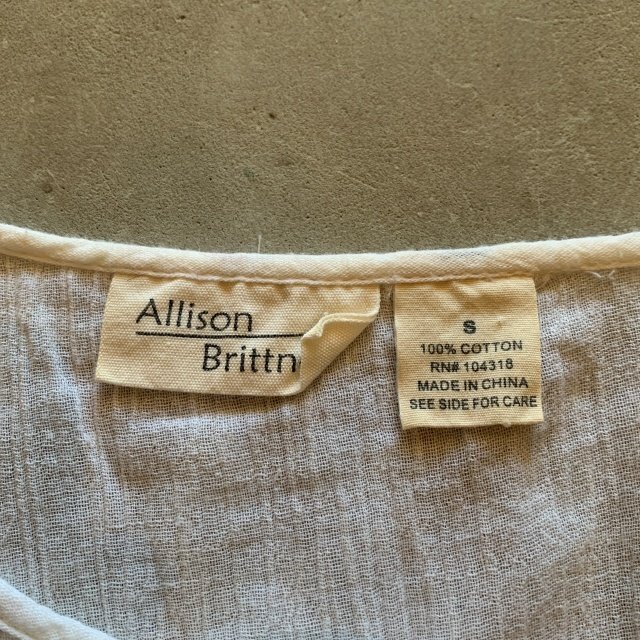 Allison
Brittn
S
100% COTTON
RN# 104318
MADE IN CHINA
SEE SIDE FOR CARE